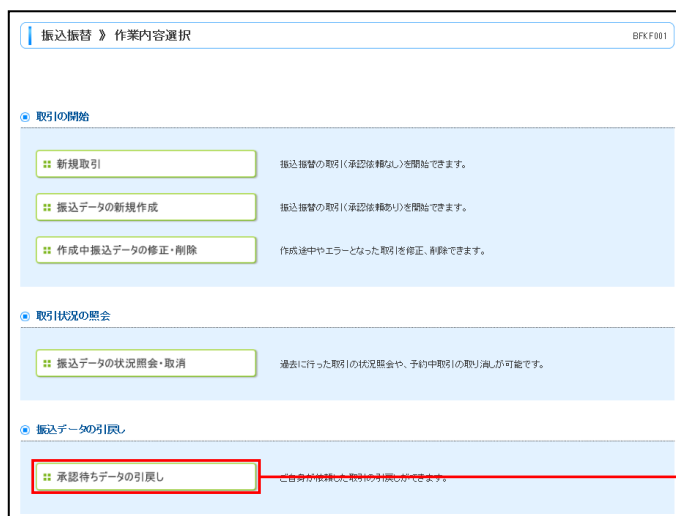 振込振替 》 作業内容選択
BFKF001
取引の開始
新規取引
振込振替の取引(承認依頼なし)を開始できます。
振込データの新規作成
振込振替の取引(承認依頼あり)を開始できます。
作成中振込データの修正・削除
作成途中やエラーとなった取引を修正、削除できます。
取引状況の照会
振込データの状況照会・取消
過去に行った取引の状況照会や、予約中取引の取り消しが可能です。
振込データの引戻し
承認待ちデータの引戻し
ご自身が依頼した取引の引戻しができます。